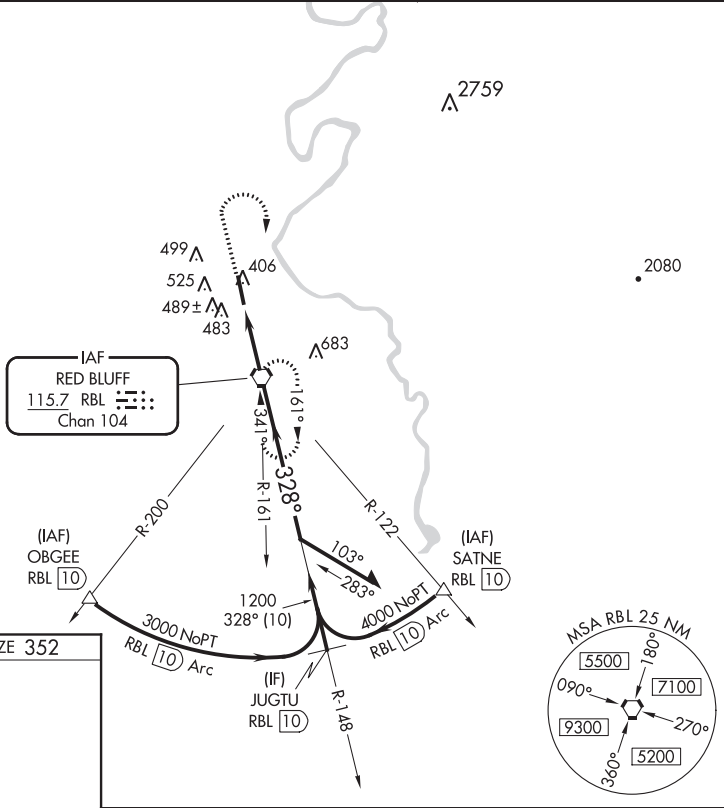 2759
2080
499
406
525
489±
483
683
IAF
RED BLUFF
115.7 RBL
Chan 104
161°
341°
R-161
328°
R-200
R-122
(IAF)
OBGEE
RBL 10
(IAF)
SATNE
RBL 10
103°
283°
1200
328° (10)
3000 NoPT
RBL 10 Arc
4000 NoPT
RBL 10 Arc
(IF)
JUGTU
RBL 10
R-148
ZE 352
MSA RBL 25 NM
5500
180°
090°
7100
9300
270°
360°
5200